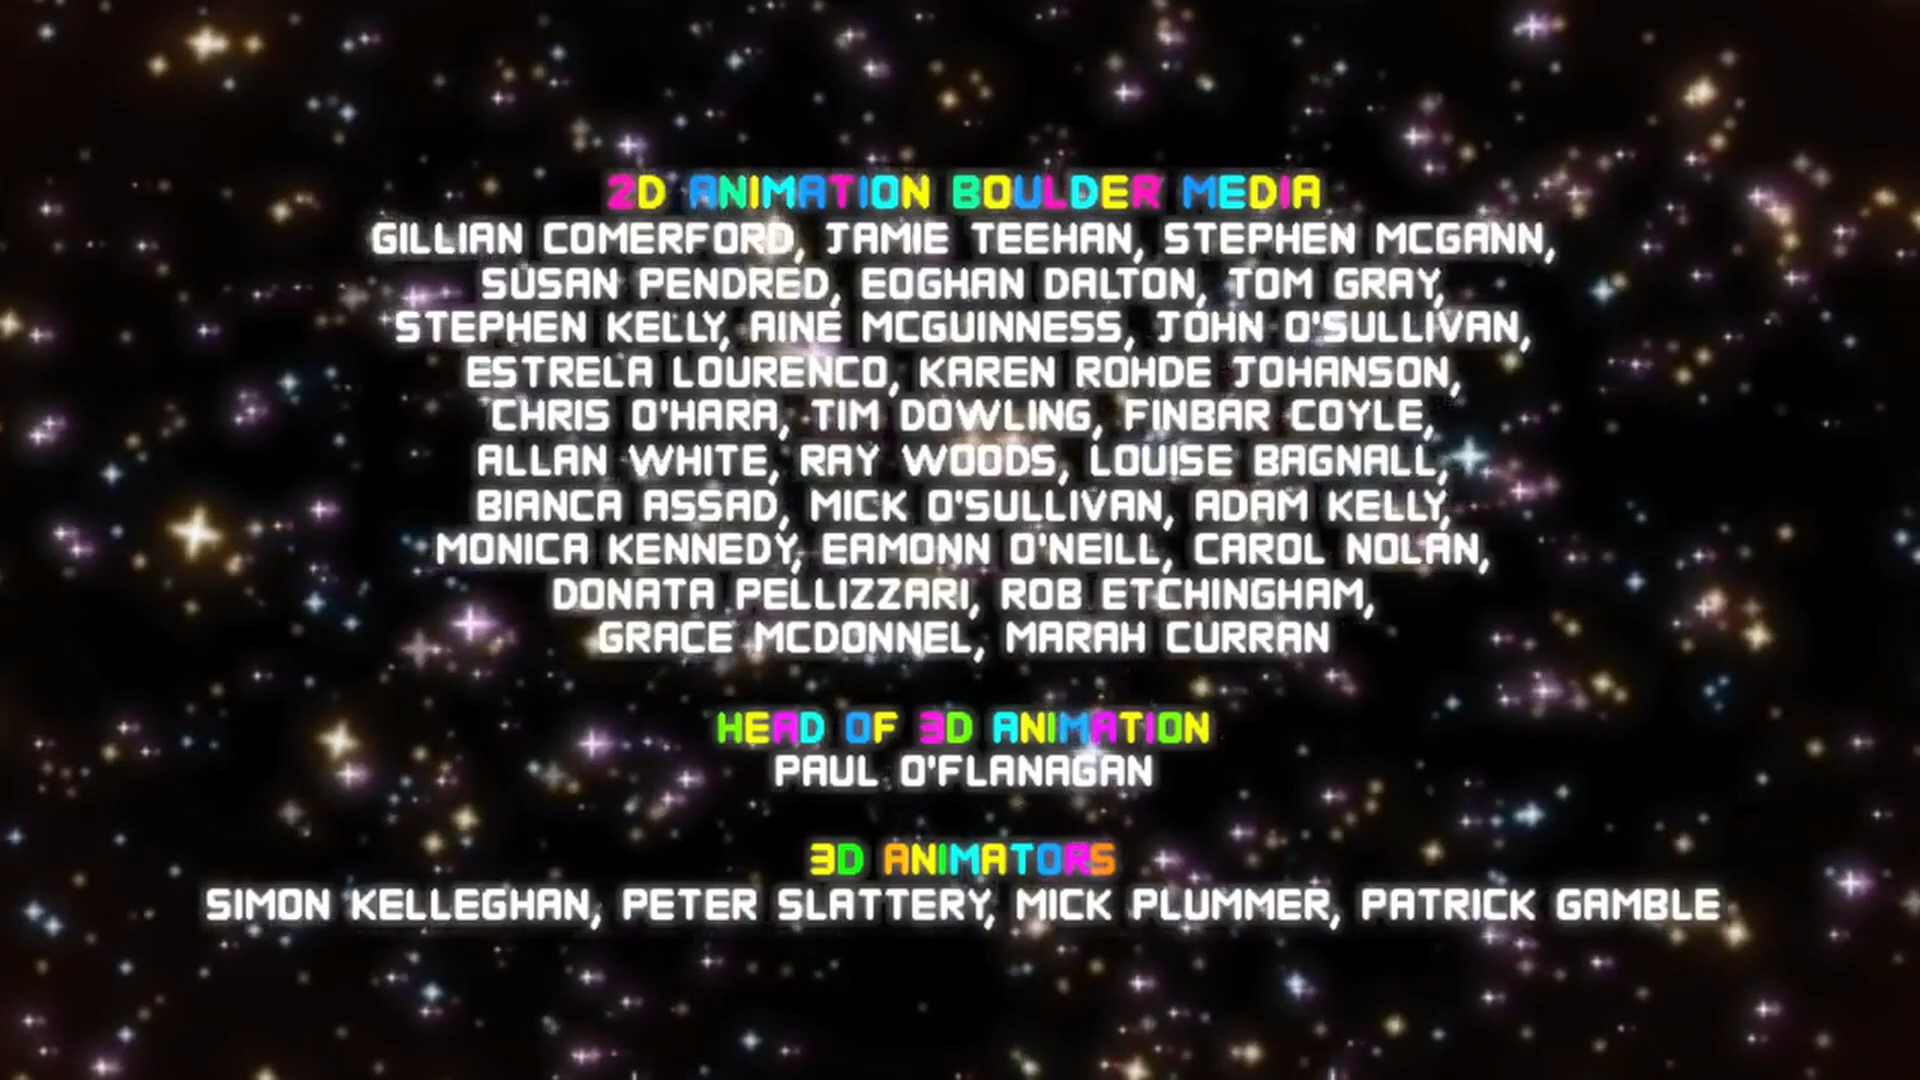 2D ANIMATION BOULDER MEDIA
GILLIAN COMERFORD, JAMIE TEEHAN, STEPHEN MCGANN,
SUSAN PENDRED, EOGHAN DALTON, TOM GRAY,
STEPHEN KELLY, AINE MCGUINNESS, JOHN O'SULLIVAN,
ESTRELA LOURENCO, KAREN ROHDE JOHANSON,
CHRIS O'HARA, TIM DOWLING, FINBAR COYLE,
ALLAN WHITE, RAY WOODS, LOUISE BAGNALL,
BIANCA ASSAD, MICK O'SULLIVAN, ADAM KELLY,
MONICA KENNEDY, EAMONN O'NEILL, CAROL NOLAN,
DONATA PELLIZZARI, ROB ETCHINGHAM,
GRACE MCDONNEL, MARAH CURRAN
HEAD OF 3D ANIMATION
PAUL O'FLANAGAN
3D ANIMATORS
SIMON KELLEGHAN, PETER SLATTERY, MICK PLUMMER, PATRICK GAMBLE